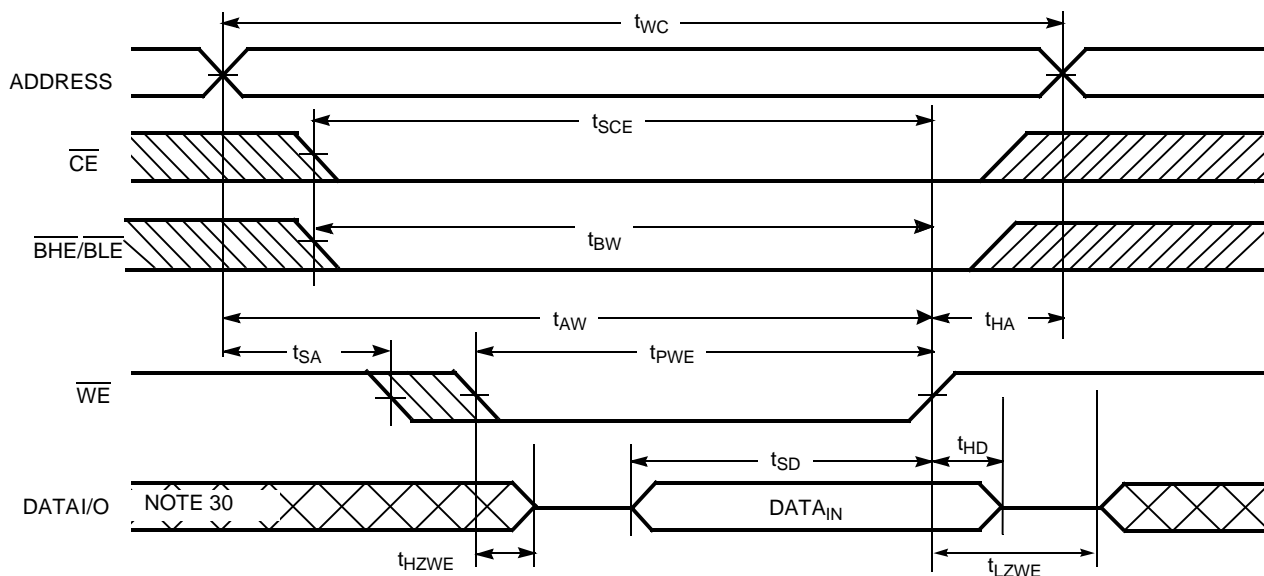 tWC
ADDRESS
tSCE
CE
tBW
BHE/BLE
tAW
tHA
tSA
tPWE
WE
tSD
tHD
DATAI/O
NOTE 30
DATAIN
tHZWE
tLZWE